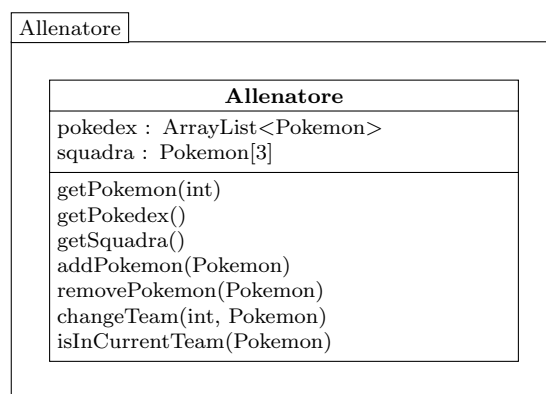 Allenatore
Allenatore
pokedex : ArrayList<Pokemon>
squadra : Pokemon[3]
getPokemon(int)
getPokedex()
getSquadra()
addPokemon(Pokemon)
removePokemon(Pokemon)
changeTeam(int, Pokemon)
isInCurrentTeam(Pokemon)